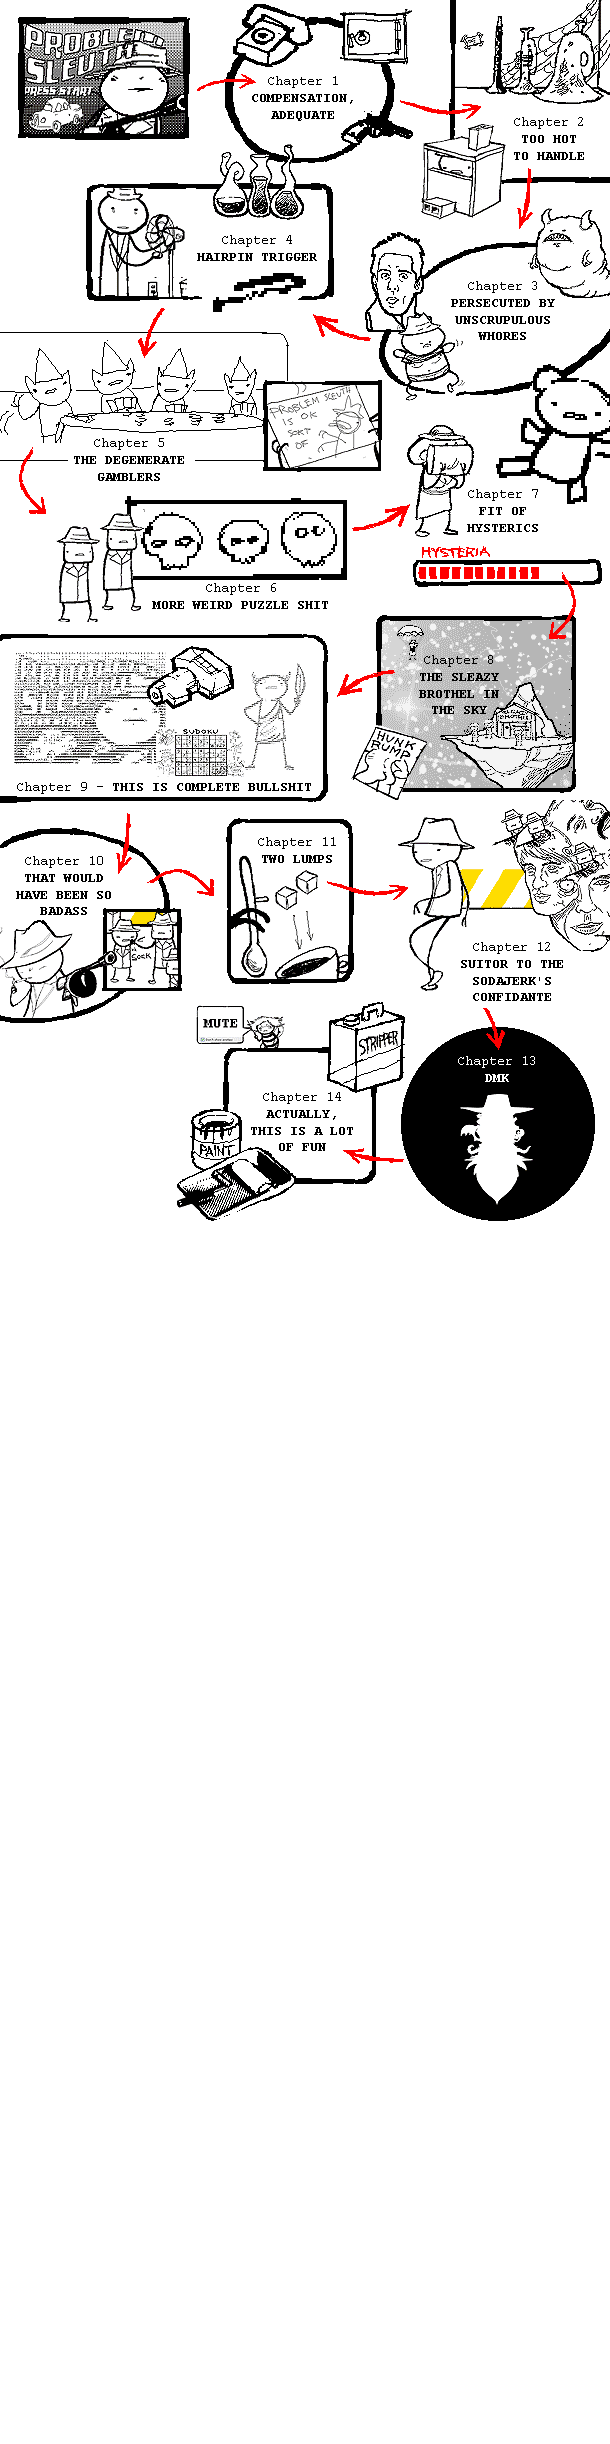 PROBLEM
SLEUTH
PRESS START
Chapter 1
COMPENSATION,
ADEQUATE
Chapter 2
TOO HOT
TO HANDLE
Chapter 3
PERSECUTED BY
UNSCRUPULOUS
WHORES
Chapter 4
HAIRPIN TRIGGER
Chapter 5
THE DEGENERATE
GAMBLERS
PROBLEM SLEUTH
IS OK
SORT
OF
Chapter 6
MORE WEIRD PUZZLE SHIT
Chapter 7
FIT OF
HYSTERICS
HYSTERIA
Chapter 8
THE SLEAZY
BROTHEL IN
THE SKY
HUNK
RUMP
PROBLEM
SLEUTH
SUDOKU
Chapter 9 - THIS IS COMPLETE BULLSHIT
Chapter 10
THAT WOULD
HAVE BEEN SO
BADASS
SOCK
Chapter 11
TWO LUMPS
Chapter 12
SUITOR TO THE
SODAJERK'S
CONFIDANTE
Chapter 13
DMK
MUTE
STRIPPER
Chapter 14
ACTUALLY,
THIS IS A LOT
OF FUN
PAINT